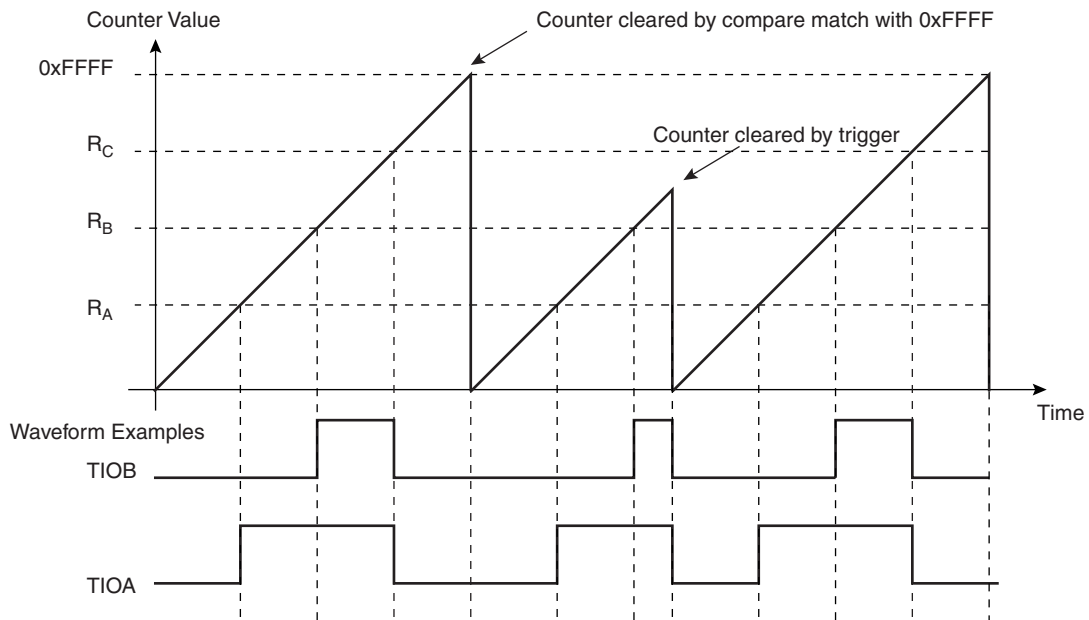 Counter Value
Counter cleared by compare match with 0xFFFF
0xFFFF
Counter cleared by trigger
RC
RB
RA
Time
Waveform Examples
TIOB
TIOA